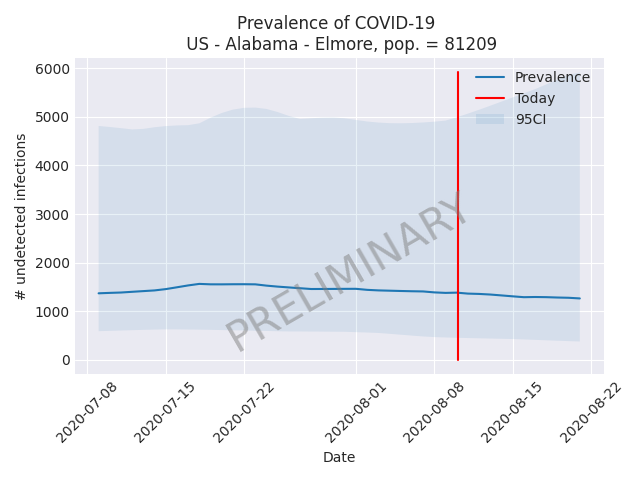 Prevalence of COVID-19
US - Alabama - Elmore, pop. = 81209
6000
5000
4000
3000
2000
1000
0
# undetected infections
Prevalence
Today
95CI
PRELIMINARY
2020-07-08
2020-07-15
2020-07-22
2020-08-01
2020-08-08
2020-08-15
2020-08-22
Date